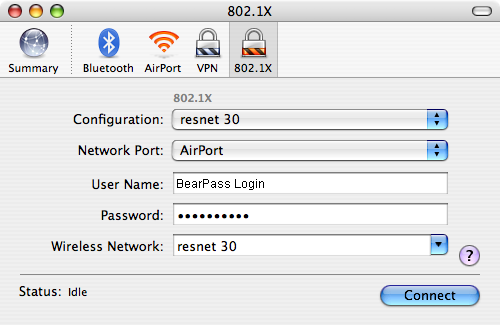 802.1X
Summary Bluetooth AirPort VPN 802.1X
802.1X
Configuration: resnet 30
Network Port: AirPort
User Name: BearPass Login
Password: ••••••••••
Wireless Network: resnet 30
?
Status: Idle
Connect